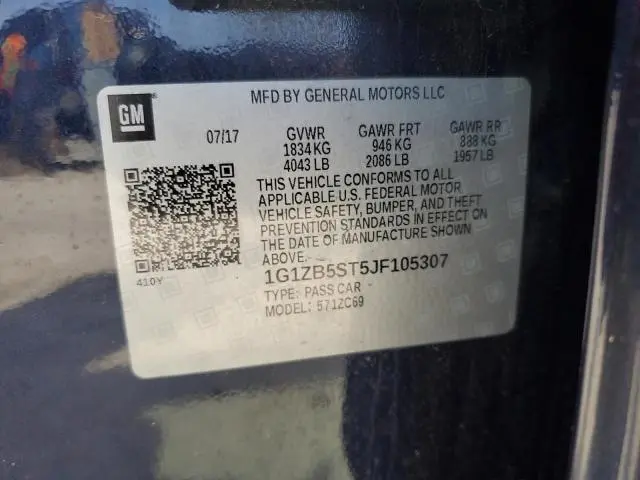 MFD BY GENERAL MOTORS LLC
GM
07/17 GVWR GAWR FRT GAWR RR
1834 KG 946 KG 888 KG
4043 LB 2086 LB 1957 LB
THIS VEHICLE CONFORMS TO ALL
APPLICABLE U.S. FEDERAL MOTOR
VEHICLE SAFETY, BUMPER, AND THEFT
PREVENTION STANDARDS IN EFFECT ON
THE DATE OF MANUFACTURE SHOWN
ABOVE.
410Y
1G1ZB5ST5JF105307
TYPE: PASS CAR
MODEL: 571ZC69